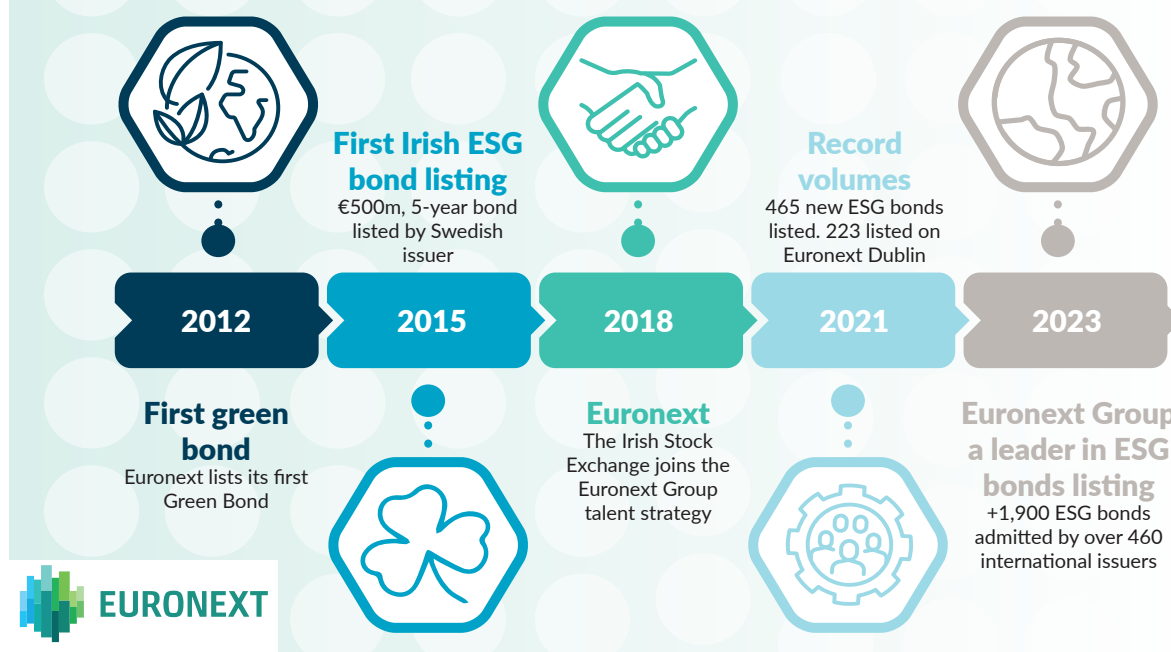 First Irish ESG
bond listing
€500m, 5-year bond
listed by Swedish
issuer
Record
volumes
465 new ESG bonds
listed. 223 listed on
Euronext Dublin
2012
2015
2018
2021
2023
First green
bond
Euronext lists its first
Green Bond
Euronext
The Irish Stock
Exchange joins the
Euronext Group
talent strategy
Euronext Group
a leader in ESG
bonds listing
+1,900 ESG bonds
admitted by over 460
international issuers
EURONEXT